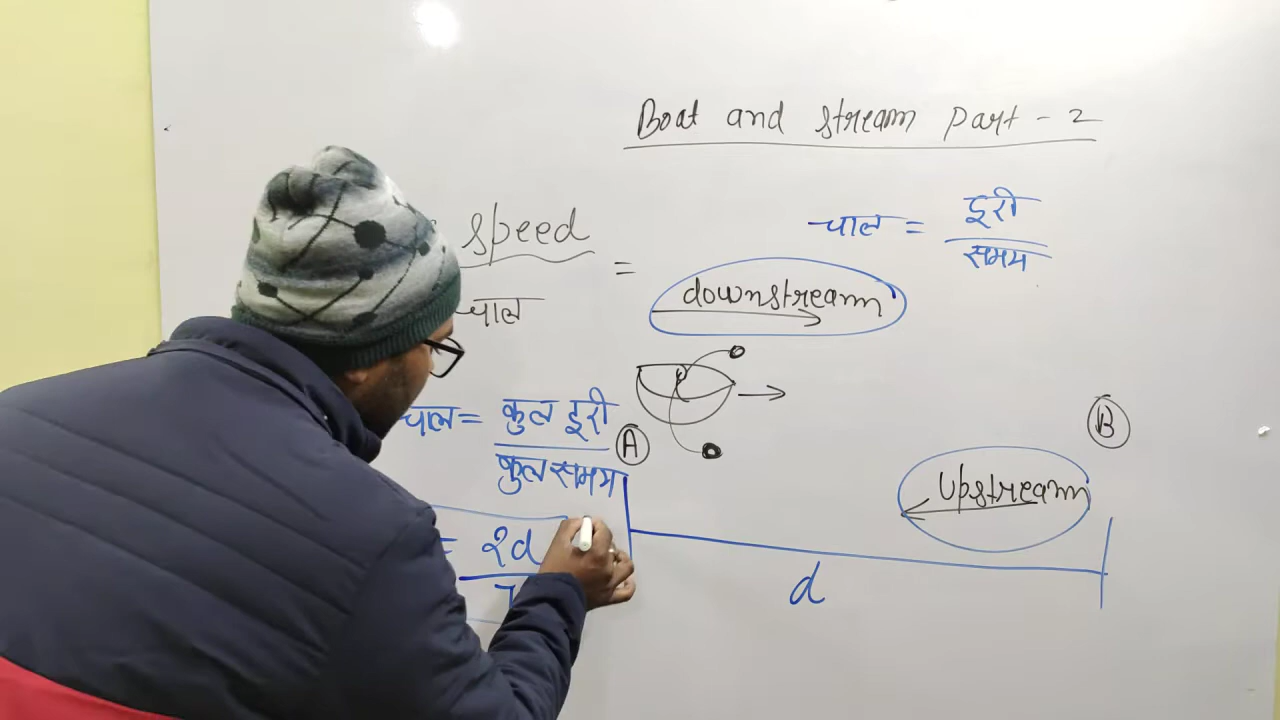 Boat and stream part - 2
speed
चाल
=
downstream
चाल = दूरी
समय
चाल = कुल दूरी
कुल समय
A
B
Upstream
= 2d
d